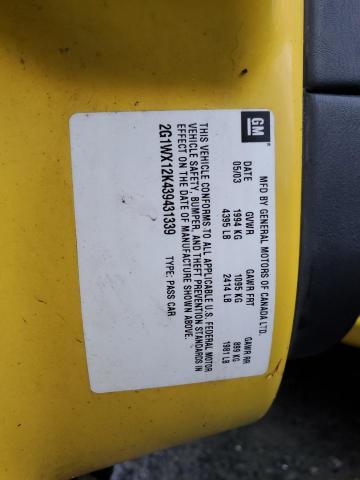 GM
MFD BY GENERAL MOTORS OF CANADA LTD.
DATE GVWR GAWR FRT GAWR RR
05/03 1994 KG 1095 KG 899 KG
4395 LB 2414 LB 1981 LB
THIS VEHICLE CONFORMS TO ALL APPLICABLE U.S. FEDERAL MOTOR
VEHICLE SAFETY, BUMPER, AND THEFT PREVENTION STANDARDS IN
EFFECT ON THE DATE OF MANUFACTURE SHOWN ABOVE.
2G1WX12K439431339 TYPE: PASS CAR